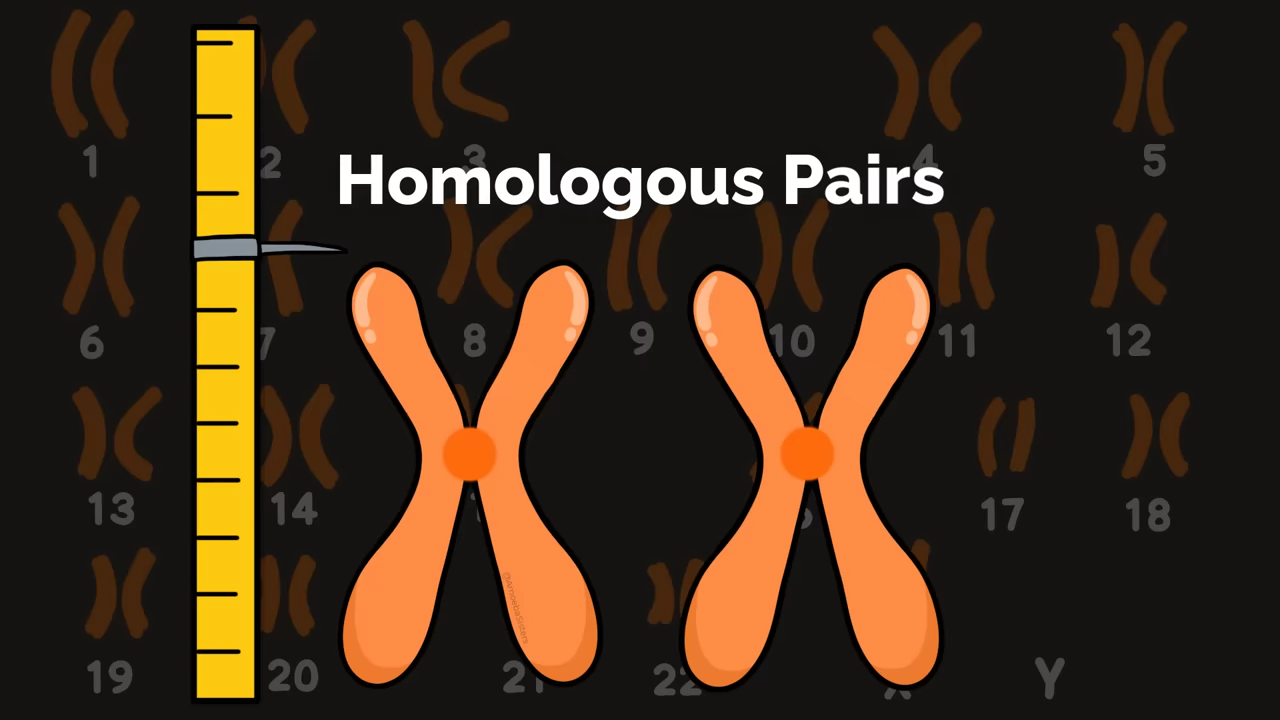 Homologous Pairs
1 2 3 4 5
6 7 8 9 10 11 12
13 14 17 18
19 20 21 22 X Y
@AmoebaSisters